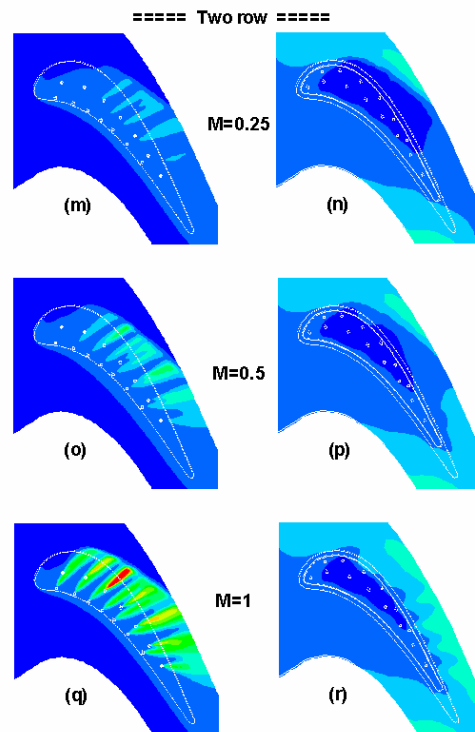 ===== Two row =====
M=0.25
(m)
(n)
M=0.5
(o)
(p)
M=1
(q)
(r)